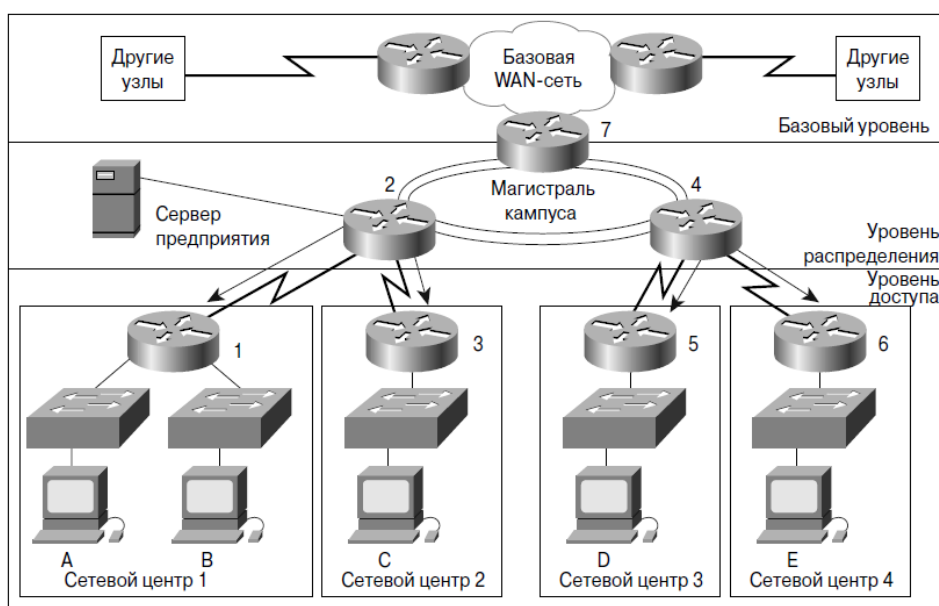 Другие
узлы
Базовая
WAN-сеть
Другие
узлы
7
Базовый уровень
2
Магистраль
кампуса
4
Сервер
предприятия
Уровень
распределения
Уровень
доступа
1
3
5
6
A
B
C
D
E
Сетевой центр 1
Сетевой центр 2
Сетевой центр 3
Сетевой центр 4